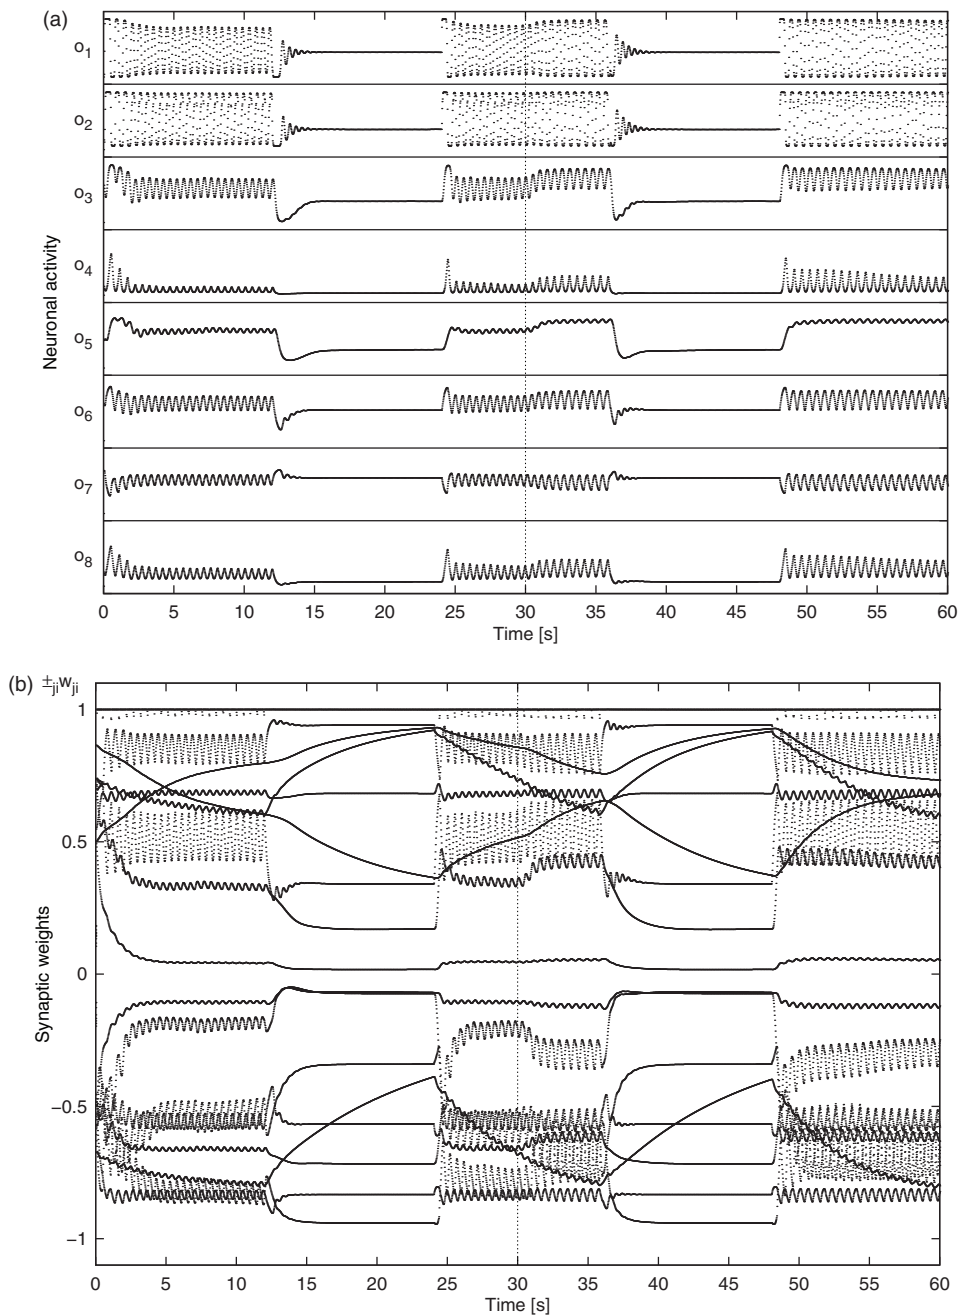 (a)
o1
o2
o3
o4
o5
o6
o7
o8
Neuronal activity
0 5 10 15 20 25 30 35 40 45 50 55 60
Time [s]
(b) ±jiwji
1
0.5
0
−0.5
−1
Synaptic weights
0 5 10 15 20 25 30 35 40 45 50 55 60
Time [s]